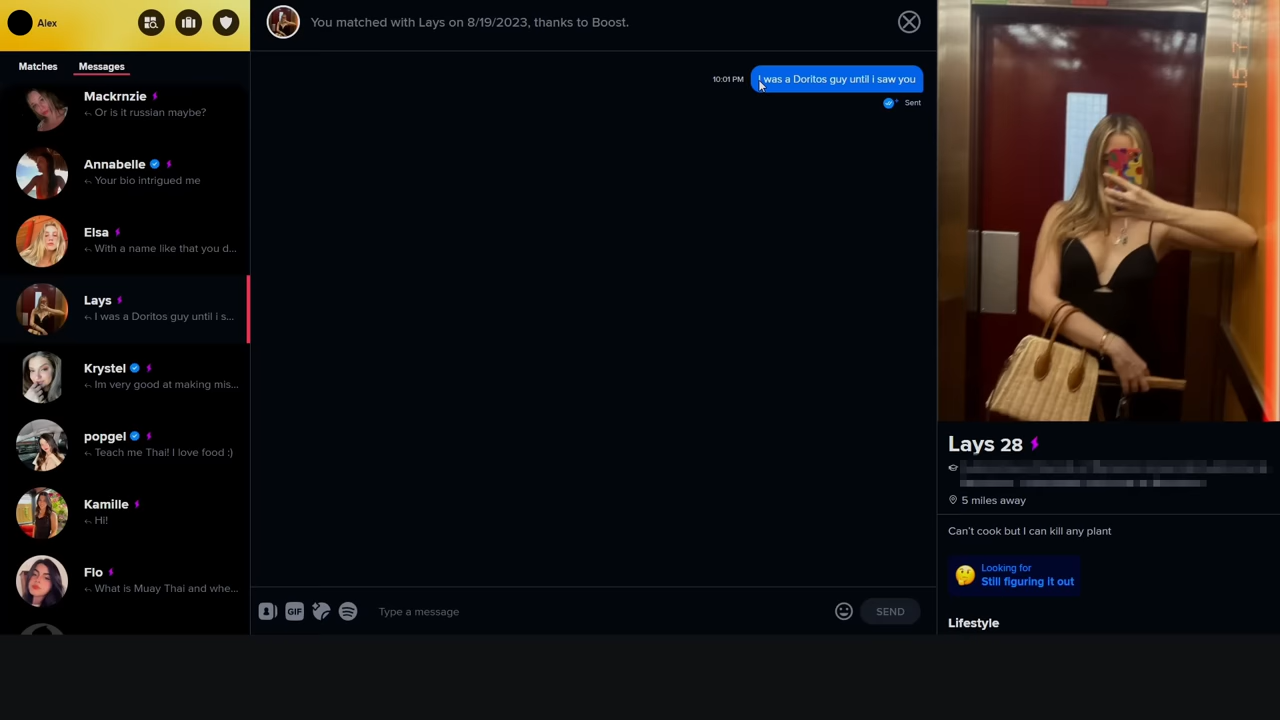 Alex
You matched with Lays on 8/19/2023, thanks to Boost.
Matches
Messages
Mackrnzie
Or is it russian maybe?
Annabelle
Your bio intrigued me
Elsa
With a name like that you d...
Lays
I was a Doritos guy until i s...
Krystel
Im very good at making mis...
popgel
Teach me Thai! I love food :)
Kamille
Hi!
Flo
What is Muay Thai and whe...
10:01 PM
I was a Doritos guy until i saw you
Sent
GIF
Type a message
SEND
Lays 28
5 miles away
Can't cook but I can kill any plant
Looking for
Still figuring it out
Lifestyle